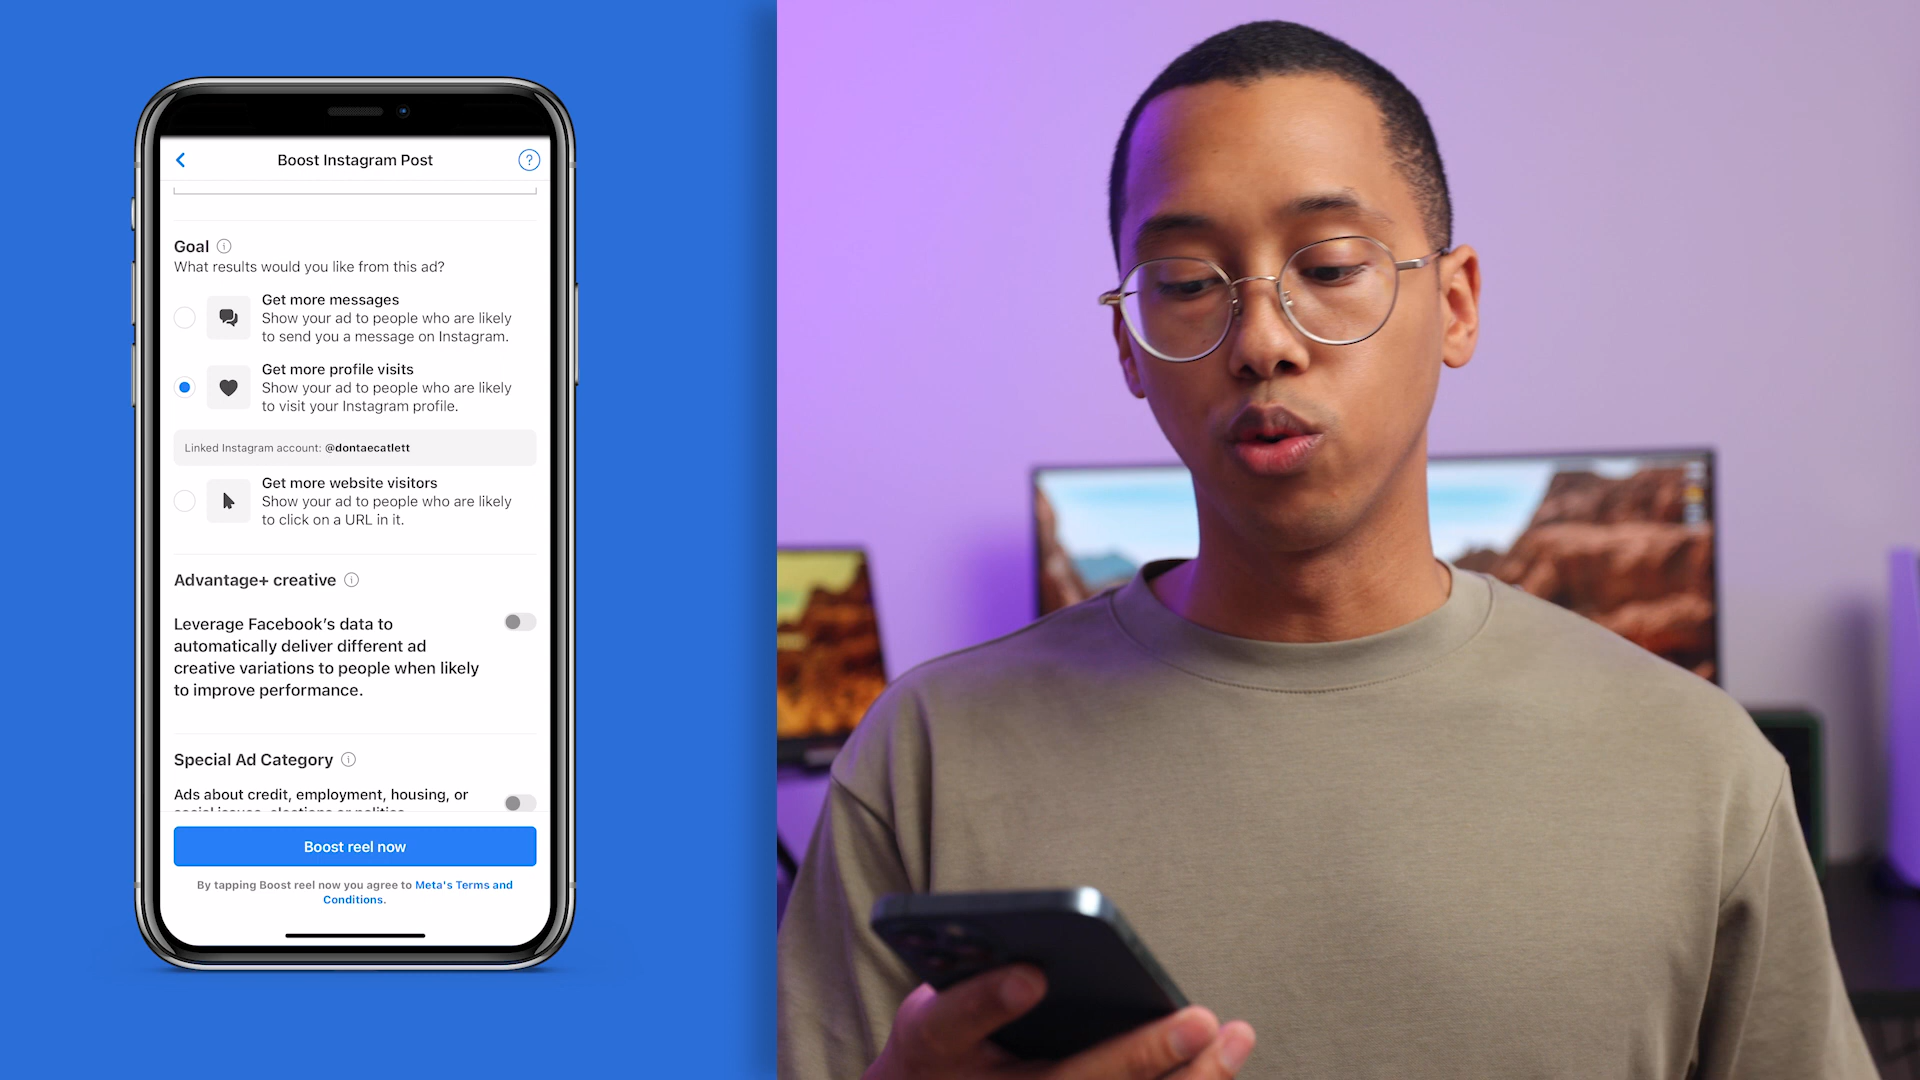 Boost Instagram Post
?
Goal
What results would you like from this ad?
Get more messages
Show your ad to people who are likely
to send you a message on Instagram.
Get more profile visits
Show your ad to people who are likely
to visit your Instagram profile.
Linked Instagram account: @dontaecatlett
Get more website visitors
Show your ad to people who are likely
to click on a URL in it.
Advantage+ creative
Leverage Facebook's data to
automatically deliver different ad
creative variations to people when likely
to improve performance.
Special Ad Category
Ads about credit, employment, housing, or
social issues, elections or politics
Boost reel now
By tapping Boost reel now you agree to Meta's Terms and
Conditions.